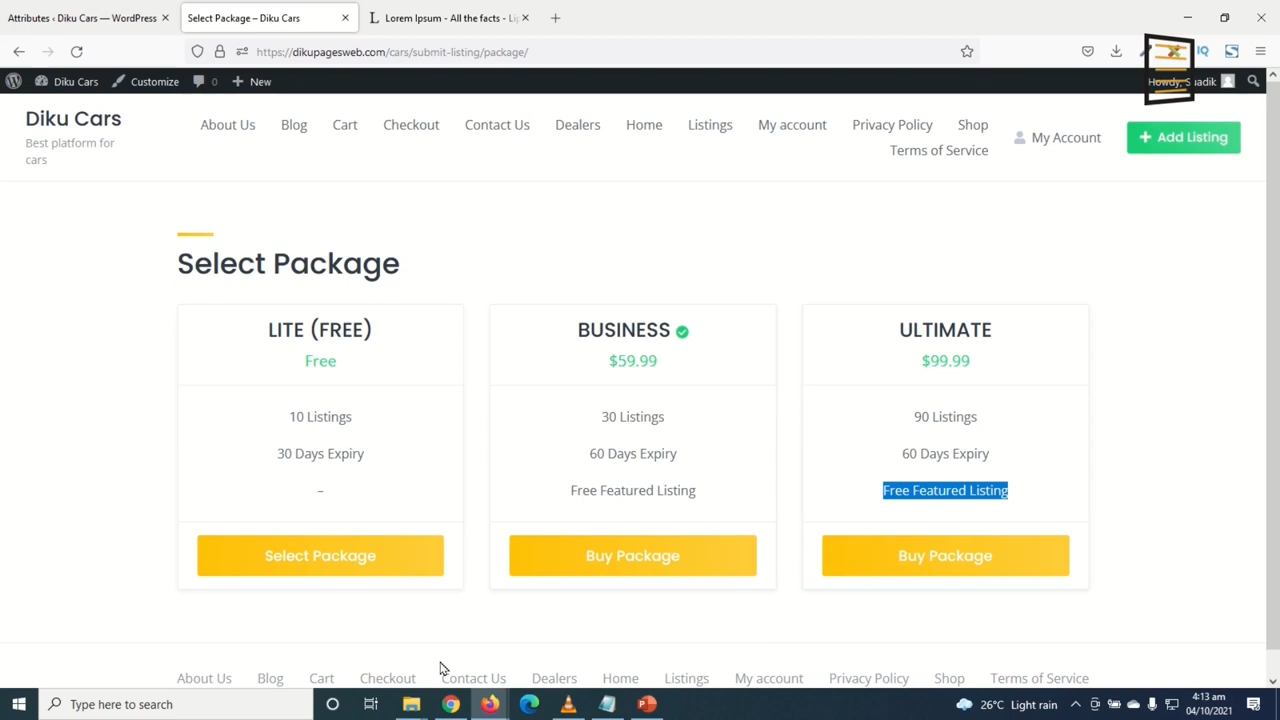 Attributes ‹ Diku Cars — WordPress
Select Package – Diku Cars
Lorem Ipsum - All the facts - Li
https://dikupagesweb.com/cars/submit-listing/package/
IQ
Diku Cars
Customize
0
New
Howdy, Suadik
Diku Cars
Best platform for
cars
About Us
Blog
Cart
Checkout
Contact Us
Dealers
Home
Listings
My account
Privacy Policy
Shop
Terms of Service
My Account
Add Listing
Select Package
LITE (FREE)
Free
10 Listings
30 Days Expiry
–
Select Package
BUSINESS
$59.99
30 Listings
60 Days Expiry
Free Featured Listing
Buy Package
ULTIMATE
$99.99
90 Listings
60 Days Expiry
Free Featured Listing
Buy Package
About Us
Blog
Cart
Checkout
Contact Us
Dealers
Home
Listings
My account
Privacy Policy
Shop
Terms of Service
Type here to search
26°C Light rain
4:13 am
04/10/2021